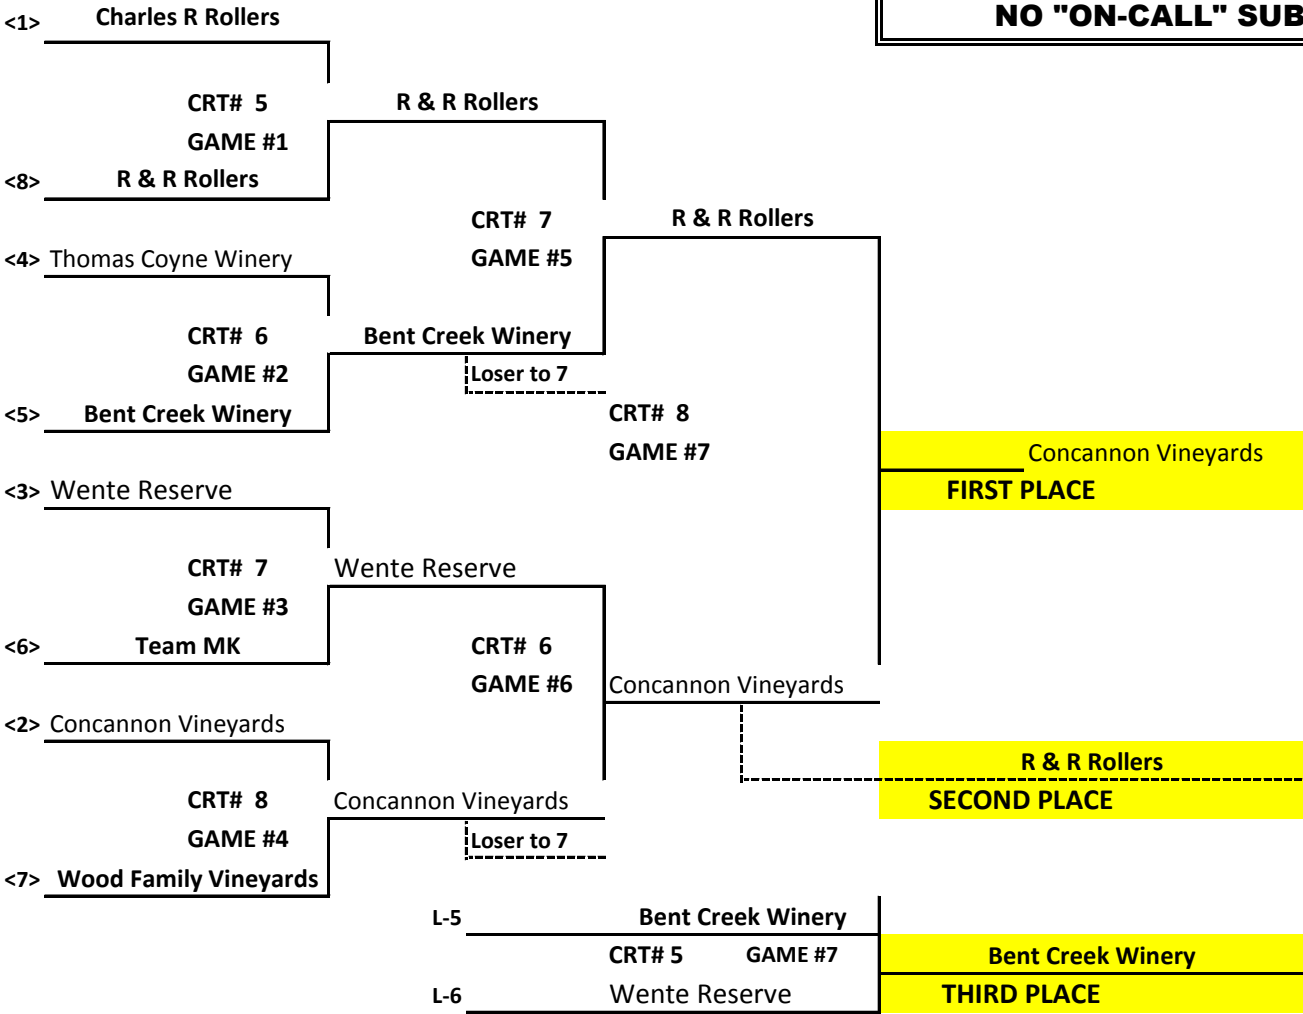 NO "ON-CALL" SUB
<1> Charles R Rollers
CRT# 5 R & R Rollers
GAME #1
<8> R & R Rollers
CRT# 7 R & R Rollers
<4> Thomas Coyne Winery GAME #5
CRT# 6 Bent Creek Winery
GAME #2 Loser to 7
<5> Bent Creek Winery CRT# 8
GAME #7 Concannon Vineyards
<3> Wente Reserve FIRST PLACE
CRT# 7 Wente Reserve
GAME #3
<6> Team MK CRT# 6
GAME #6 Concannon Vineyards
<2> Concannon Vineyards
R & R Rollers
CRT# 8 Concannon Vineyards SECOND PLACE
GAME #4 Loser to 7
<7> Wood Family Vineyards
L-5 Bent Creek Winery
CRT# 5 GAME #7 Bent Creek Winery
L-6 Wente Reserve THIRD PLACE